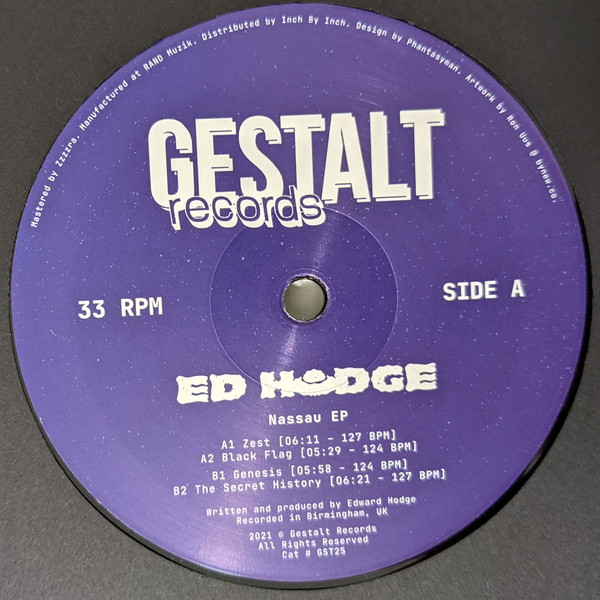 Mastered by Zzzzra. Manufactured at RAND Muzik. Distributed by Inch By Inch. Design by Phantasyman. Artwork by Ron Uus @ bynew.co.
GESTALT
records
33 RPM
SIDE A
ED HODGE
Nassau EP
A1 Zest [06:11 - 127 BPM]
A2 Black Flag [05:29 - 124 BPM]
B1 Genesis [05:58 - 124 BPM]
B2 The Secret History [06:21 - 127 BPM]
Written and produced by Edward Hodge
Recorded in Birmingham, UK
2021 © Gestalt Records
All Rights Reserved
Cat # GST25